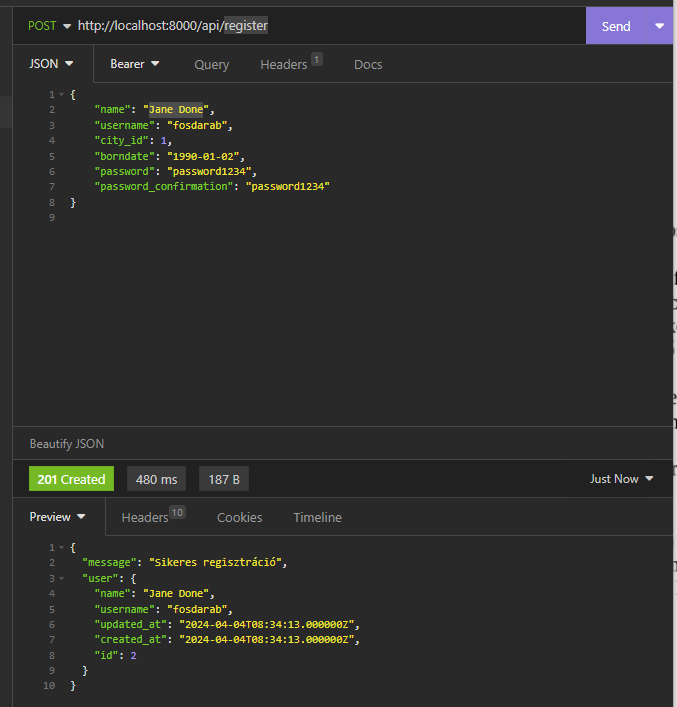 POST http://localhost:8000/api/register Send
JSON Bearer Query Headers 1 Docs
1 {
2 "name": "Jane Done",
3 "username": "fosdarab",
4 "city_id": 1,
5 "borndate": "1990-01-02",
6 "password": "password1234",
7 "password_confirmation": "password1234"
8 }
9
Beautify JSON
201 Created 480 ms 187 B Just Now
Preview Headers 10 Cookies Timeline
1 {
2 "message": "Sikeres regisztráció",
3 "user": {
4 "name": "Jane Done",
5 "username": "fosdarab",
6 "updated_at": "2024-04-04T08:34:13.000000Z",
7 "created_at": "2024-04-04T08:34:13.000000Z",
8 "id": 2
9 }
10 }